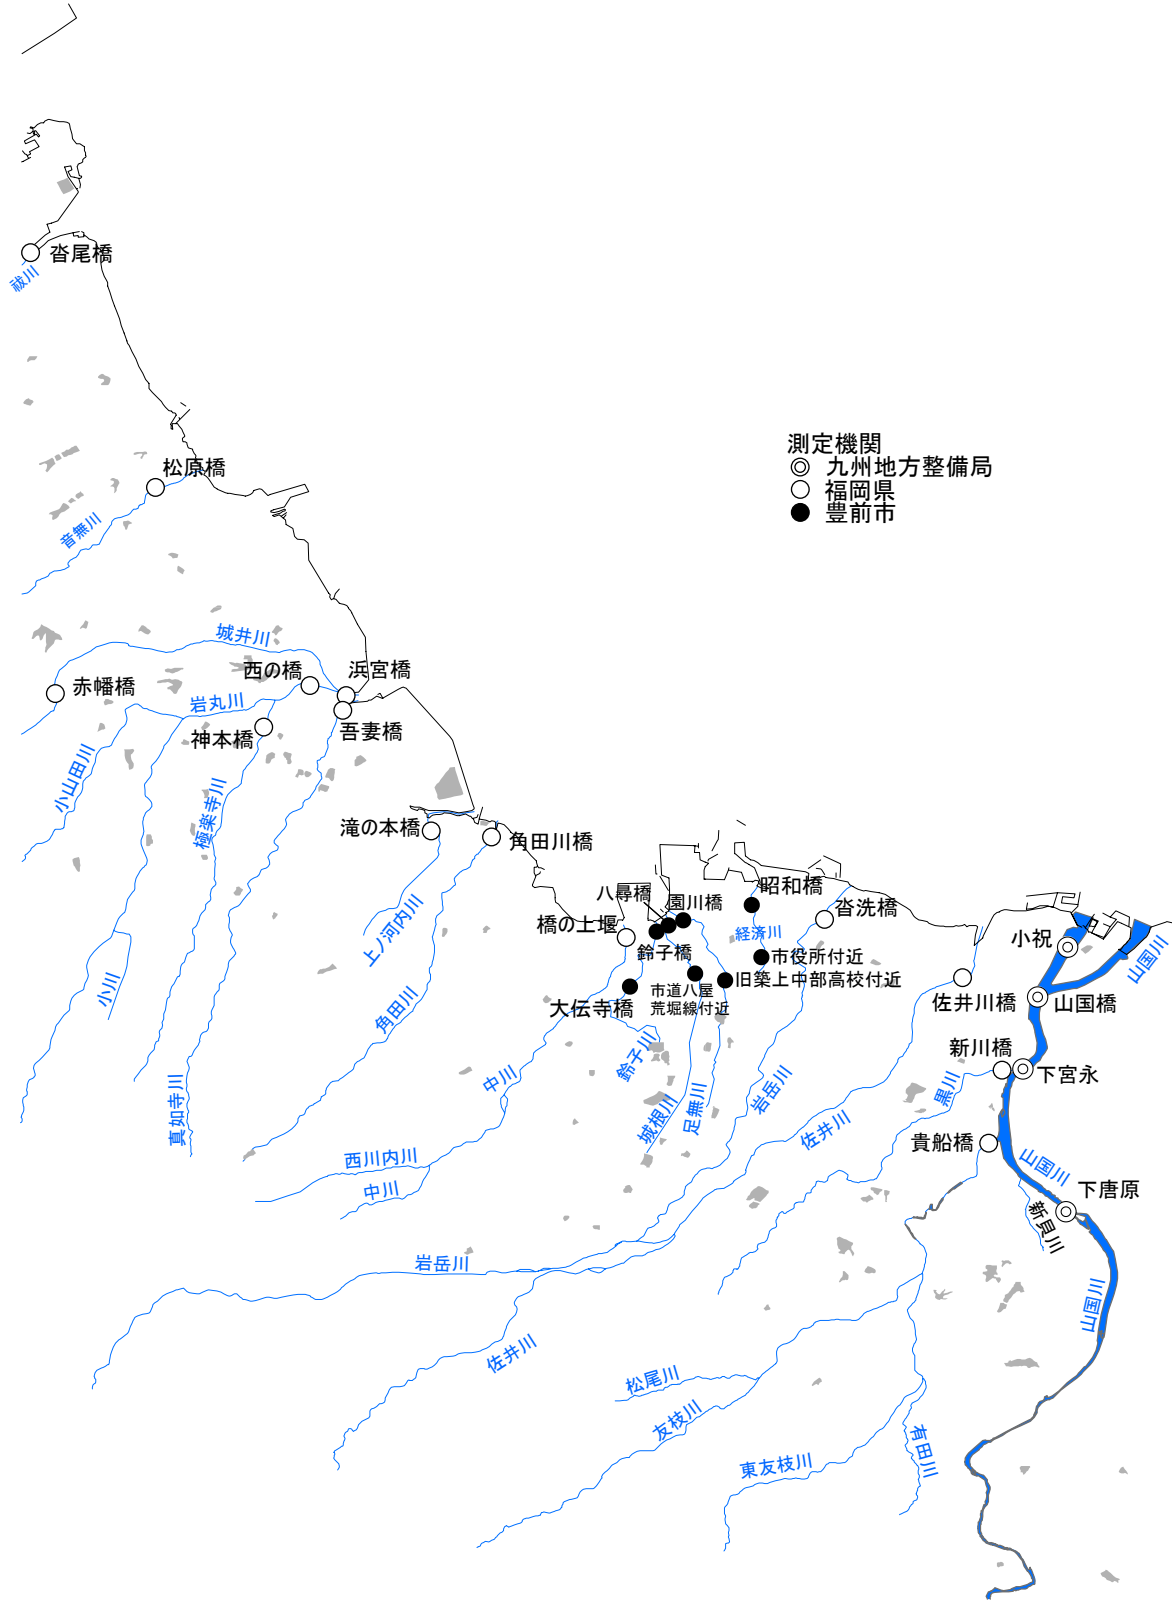 沓尾橋
祓川
測定機関
九州地方整備局
福岡県
豊前市
松原橋
音無川
城井川
西の橋
浜宮橋
赤幡橋
岩丸川
吾妻橋
神本橋
小山田川
極楽寺川
滝の本橋
角田川橋
八尋橋
園川橋
昭和橋
沓洗橋
橋の上堰
経済川
上ノ河内川
小祝
鈴子橋
市役所付近
山国川
小川
旧築上中部高校付近
市道八屋
荒堀線付近
大伝寺橋
佐井川橋
山国橋
角田川
鈴子川
新川橋
下宮永
中川
黒川
岩岳川
真如寺川
城根川
足無川
佐井川
貴船橋
西川内川
山国川
中川
下唐原
新貝川
岩岳川
山国川
佐井川
松尾川
友枝川
東友枝川
有田川